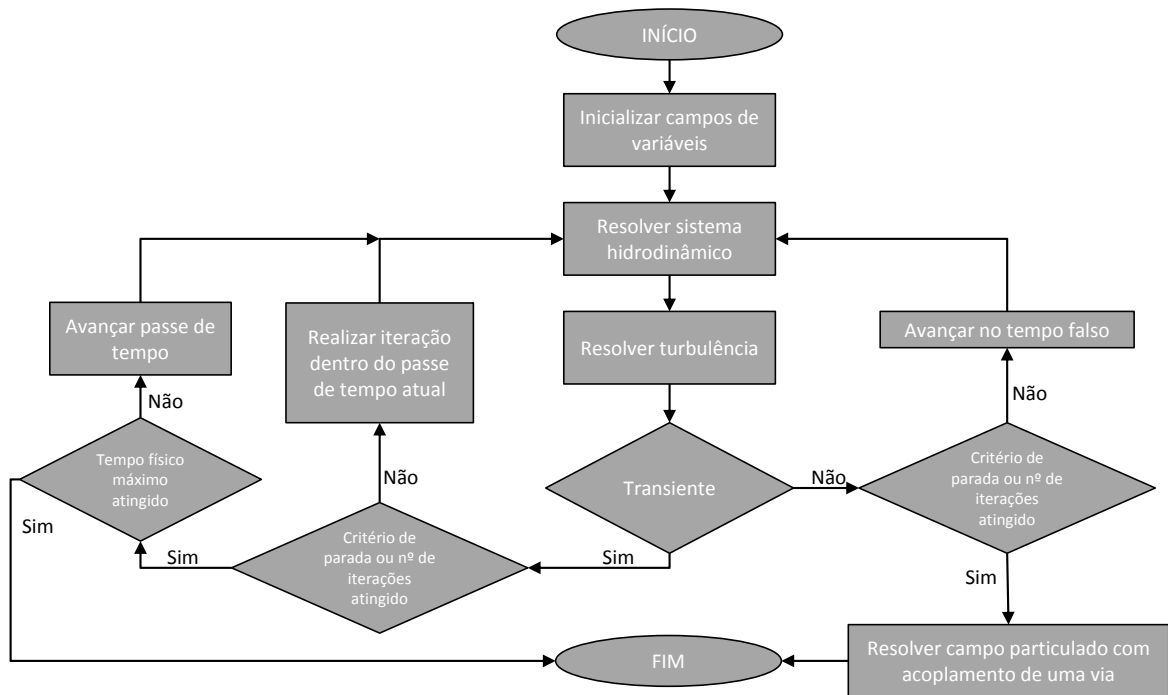 INÍCIO
Inicializar campos de
variáveis
Resolver sistema
hidrodinâmico
Avançar passe de
tempo
Realizar iteração
dentro do passe
de tempo atual
Resolver turbulência
Avançar no tempo falso
Não
Não
Não
Tempo físico
máximo
atingido
Transiente
Não
Critério de
parada ou nº de
iterações
atingido
Sim
Sim
Critério de
parada ou nº de
iterações
atingido
Sim
Sim
FIM
Resolver campo particulado com
acoplamento de uma via